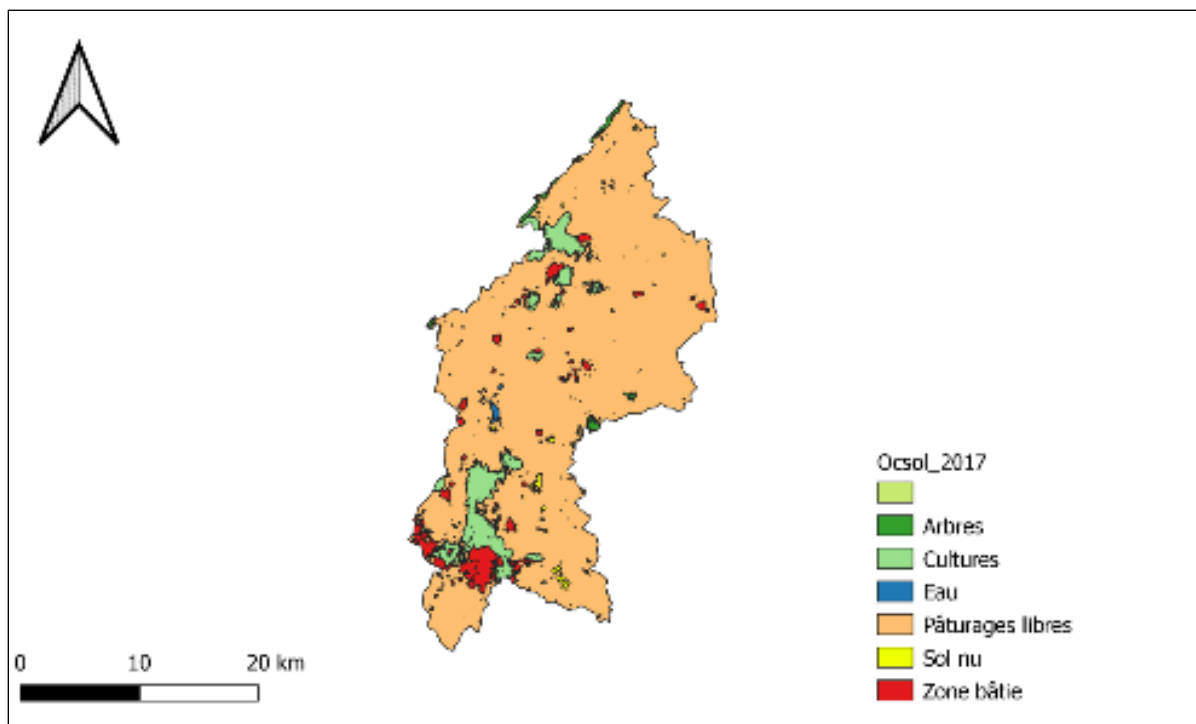 Ocsol_2017
Arbres
Cultures
Eau
Pâturages libres
Sol nu
Zone bâtie
0 10 20 km